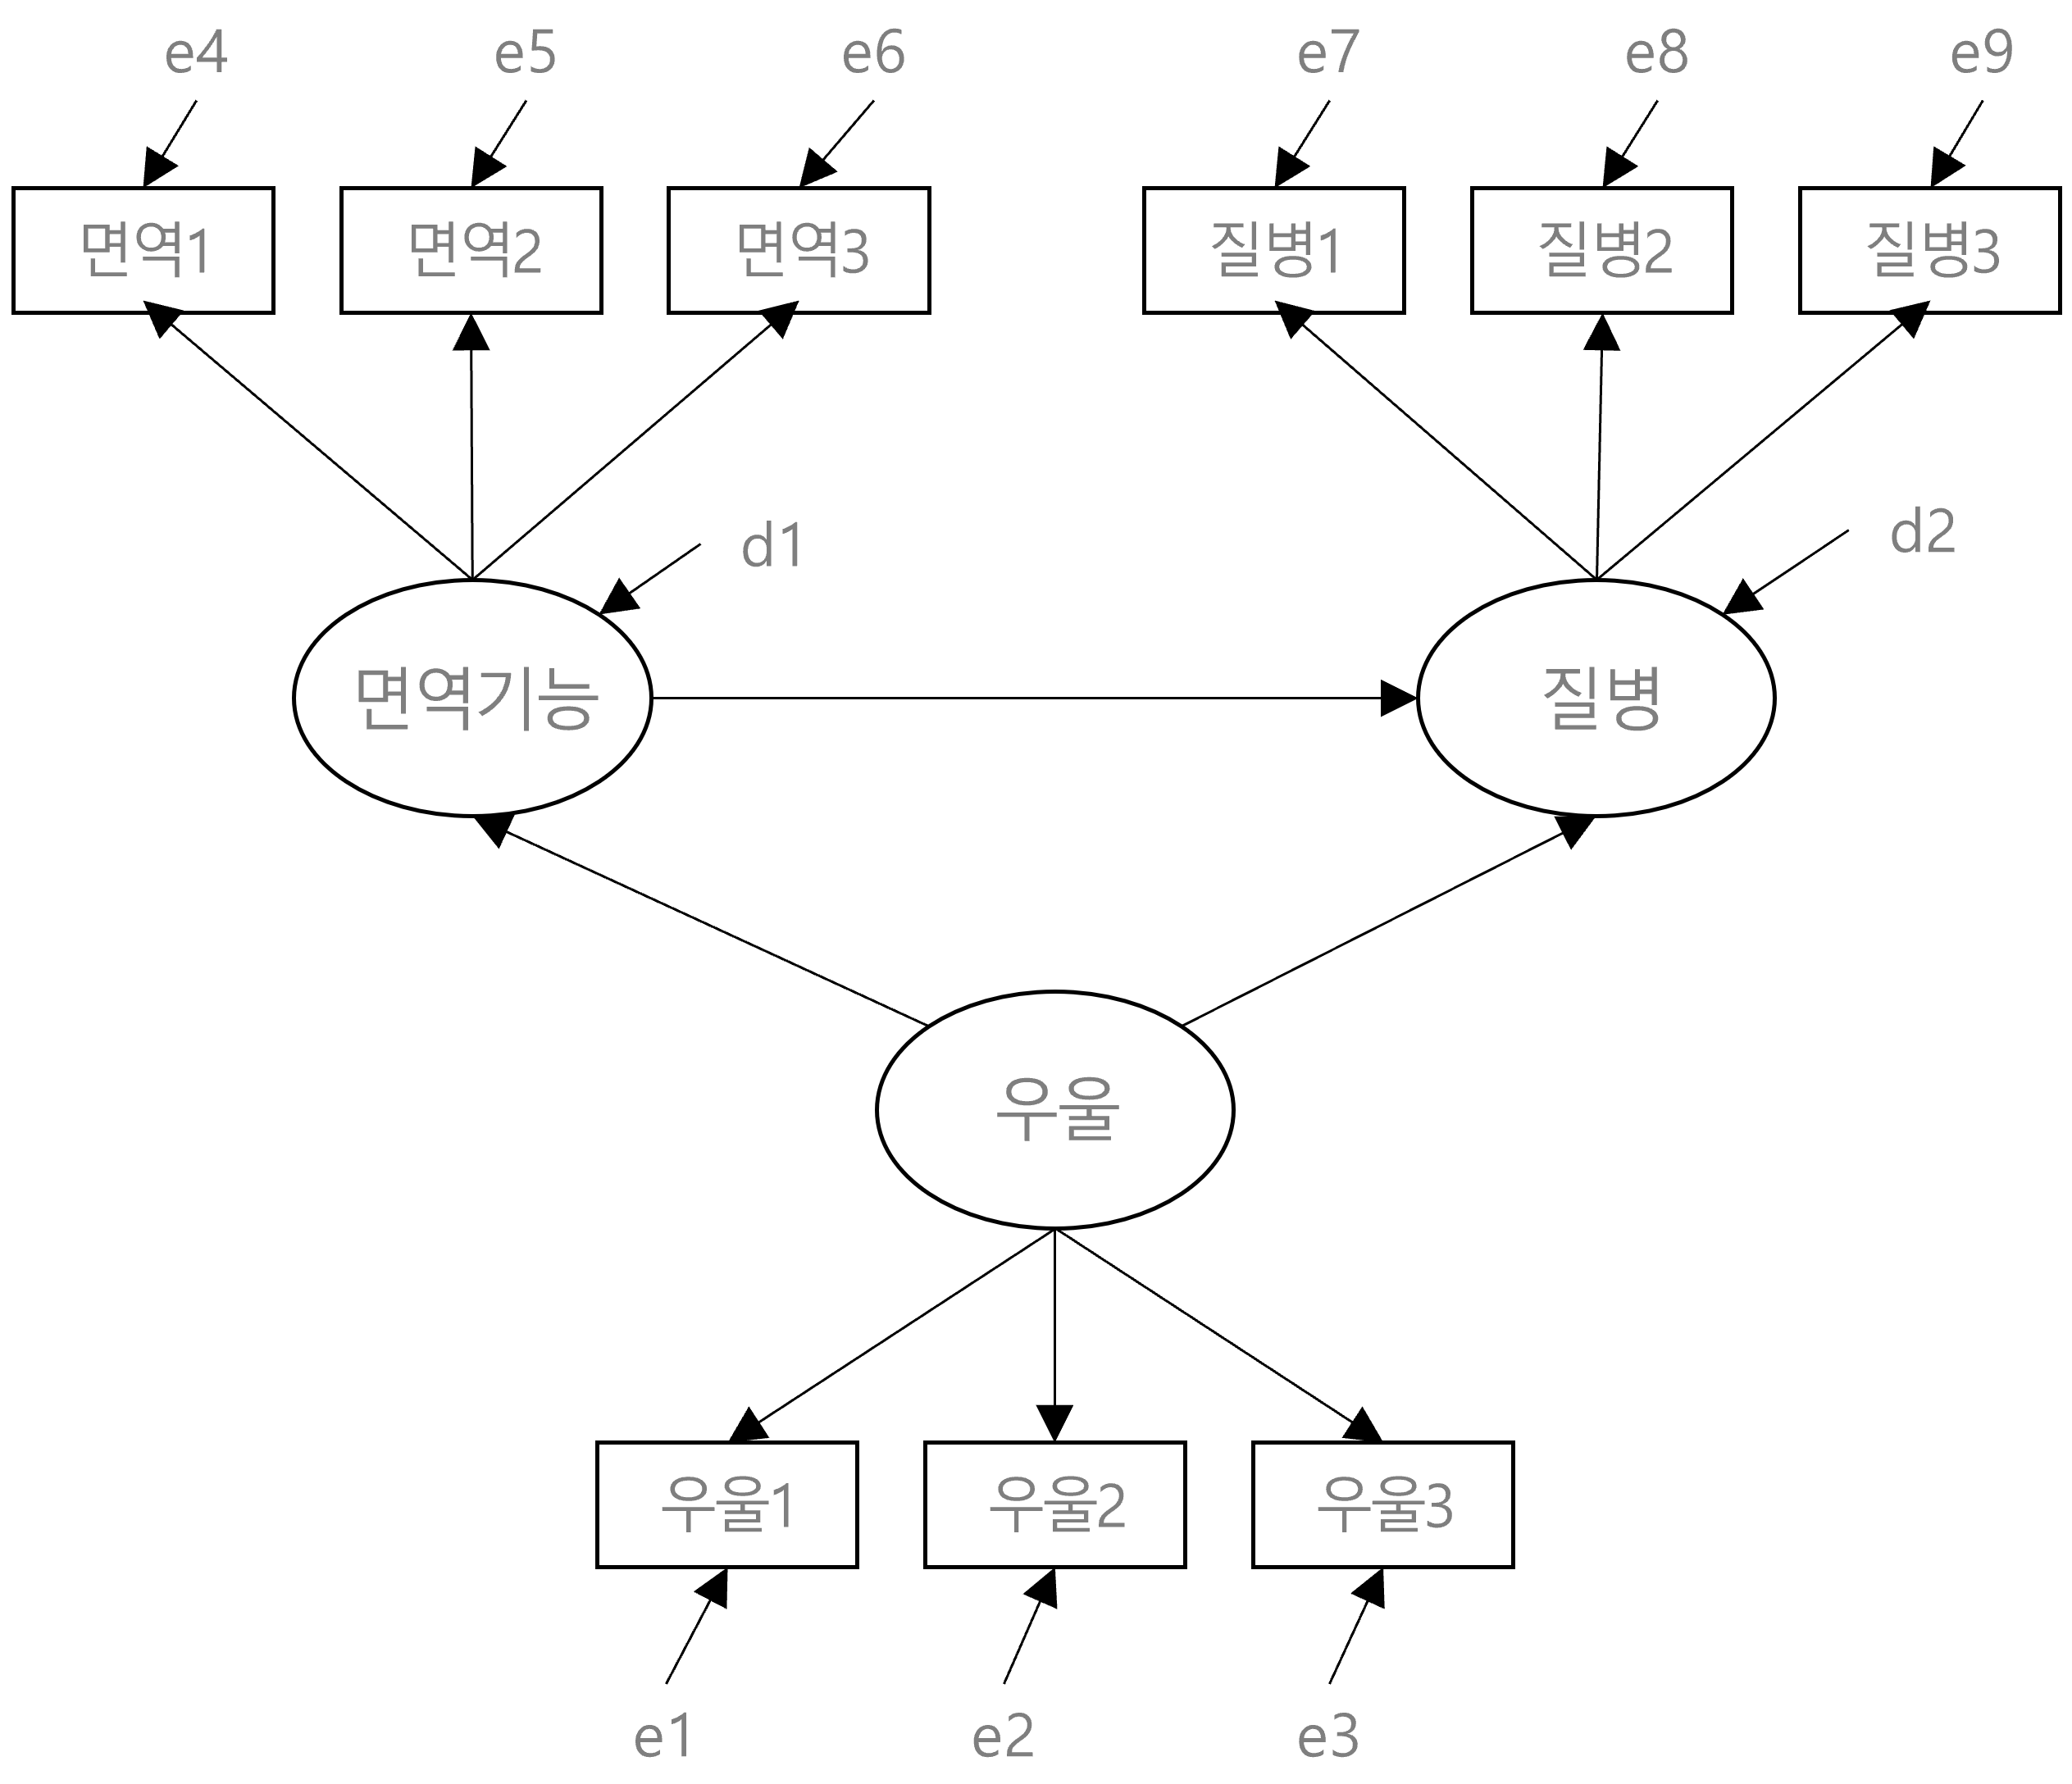 e4 e5 e6 e7 e8 e9
면역1 면역2 면역3 질병1 질병2 질병3
d1 d2
면역기능 질병
우울
우울1 우울2 우울3
e1 e2 e3